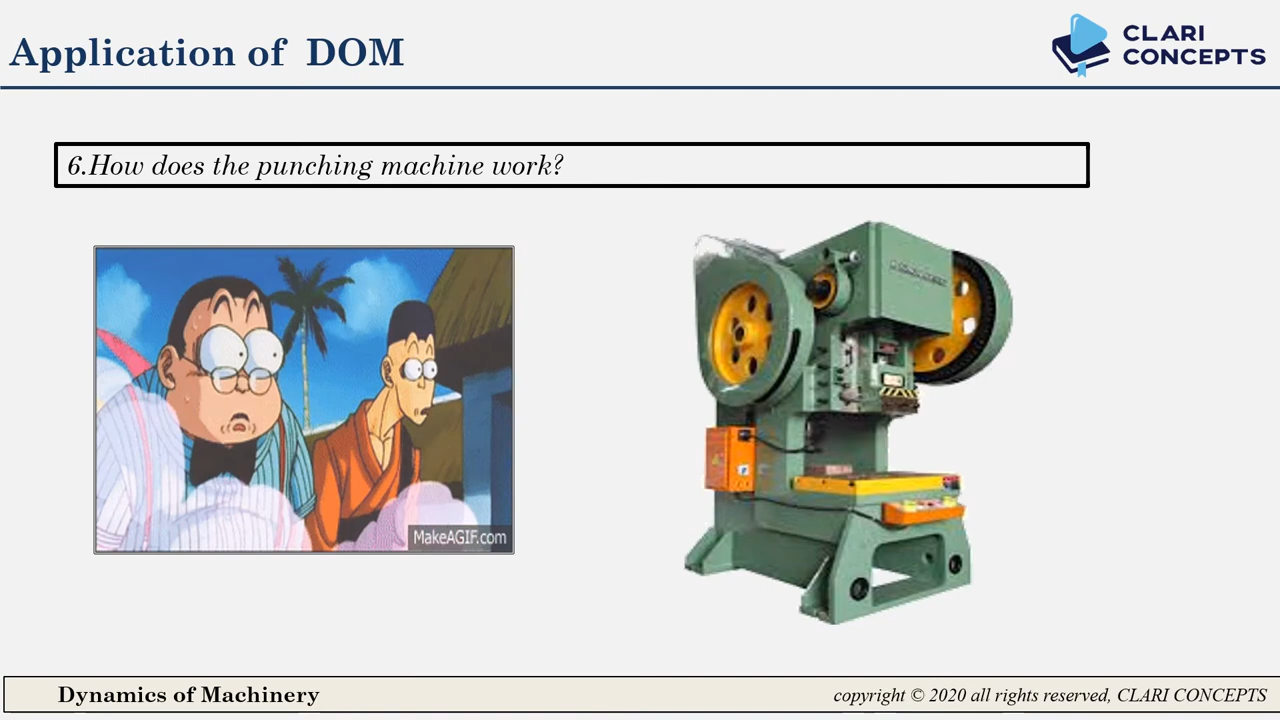 Application of DOM
CLARI
CONCEPTS
6.How does the punching machine work?
MakeAGIF.com
Dynamics of Machinery
copyright © 2020 all rights reserved, CLARI CONCEPTS